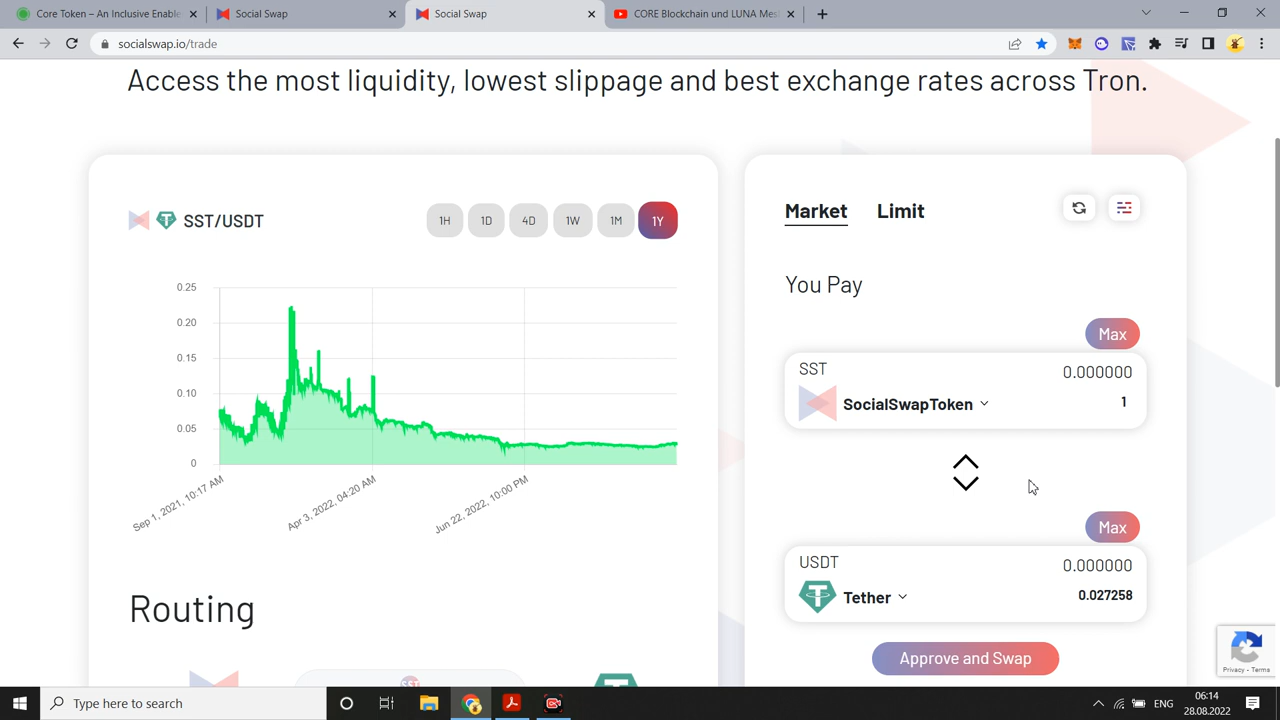 Core Token – An Inclusive Enable
Social Swap
Social Swap
CORE Blockchain und LUNA Mes
socialswap.io/trade
Access the most liquidity, lowest slippage and best exchange rates across Tron.
SST/USDT
1H
1D
4D
1W
1M
1Y
0.25
0.20
0.15
0.10
0.05
0
Sep 1, 2021, 10:17 AM
Apr 3, 2022, 04:20 AM
Jun 22, 2022, 10:00 PM
Routing
SST
Market
Limit
You Pay
Max
SST
0.000000
SocialSwapToken
1
Max
USDT
0.000000
Tether
0.027258
Approve and Swap
Privacy - Terms
Type here to search
ENG
06:14
28.08.2022